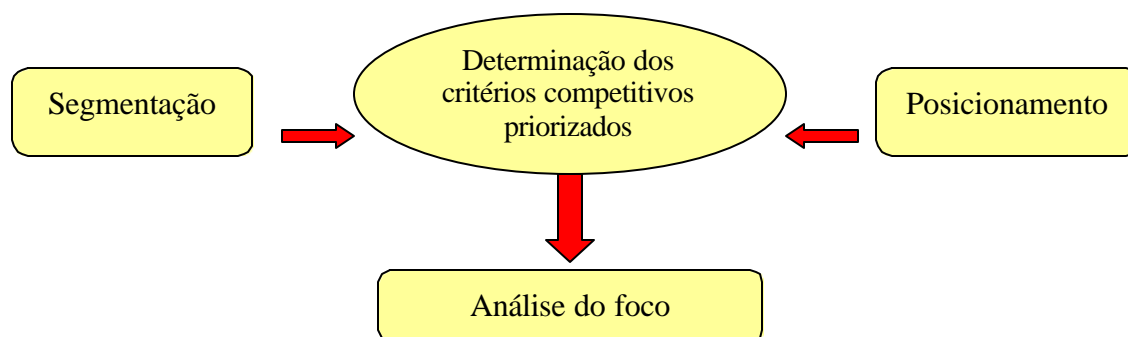 Segmentação
Determinação dos
critérios competitivos
priorizados
Posicionamento
Análise do foco